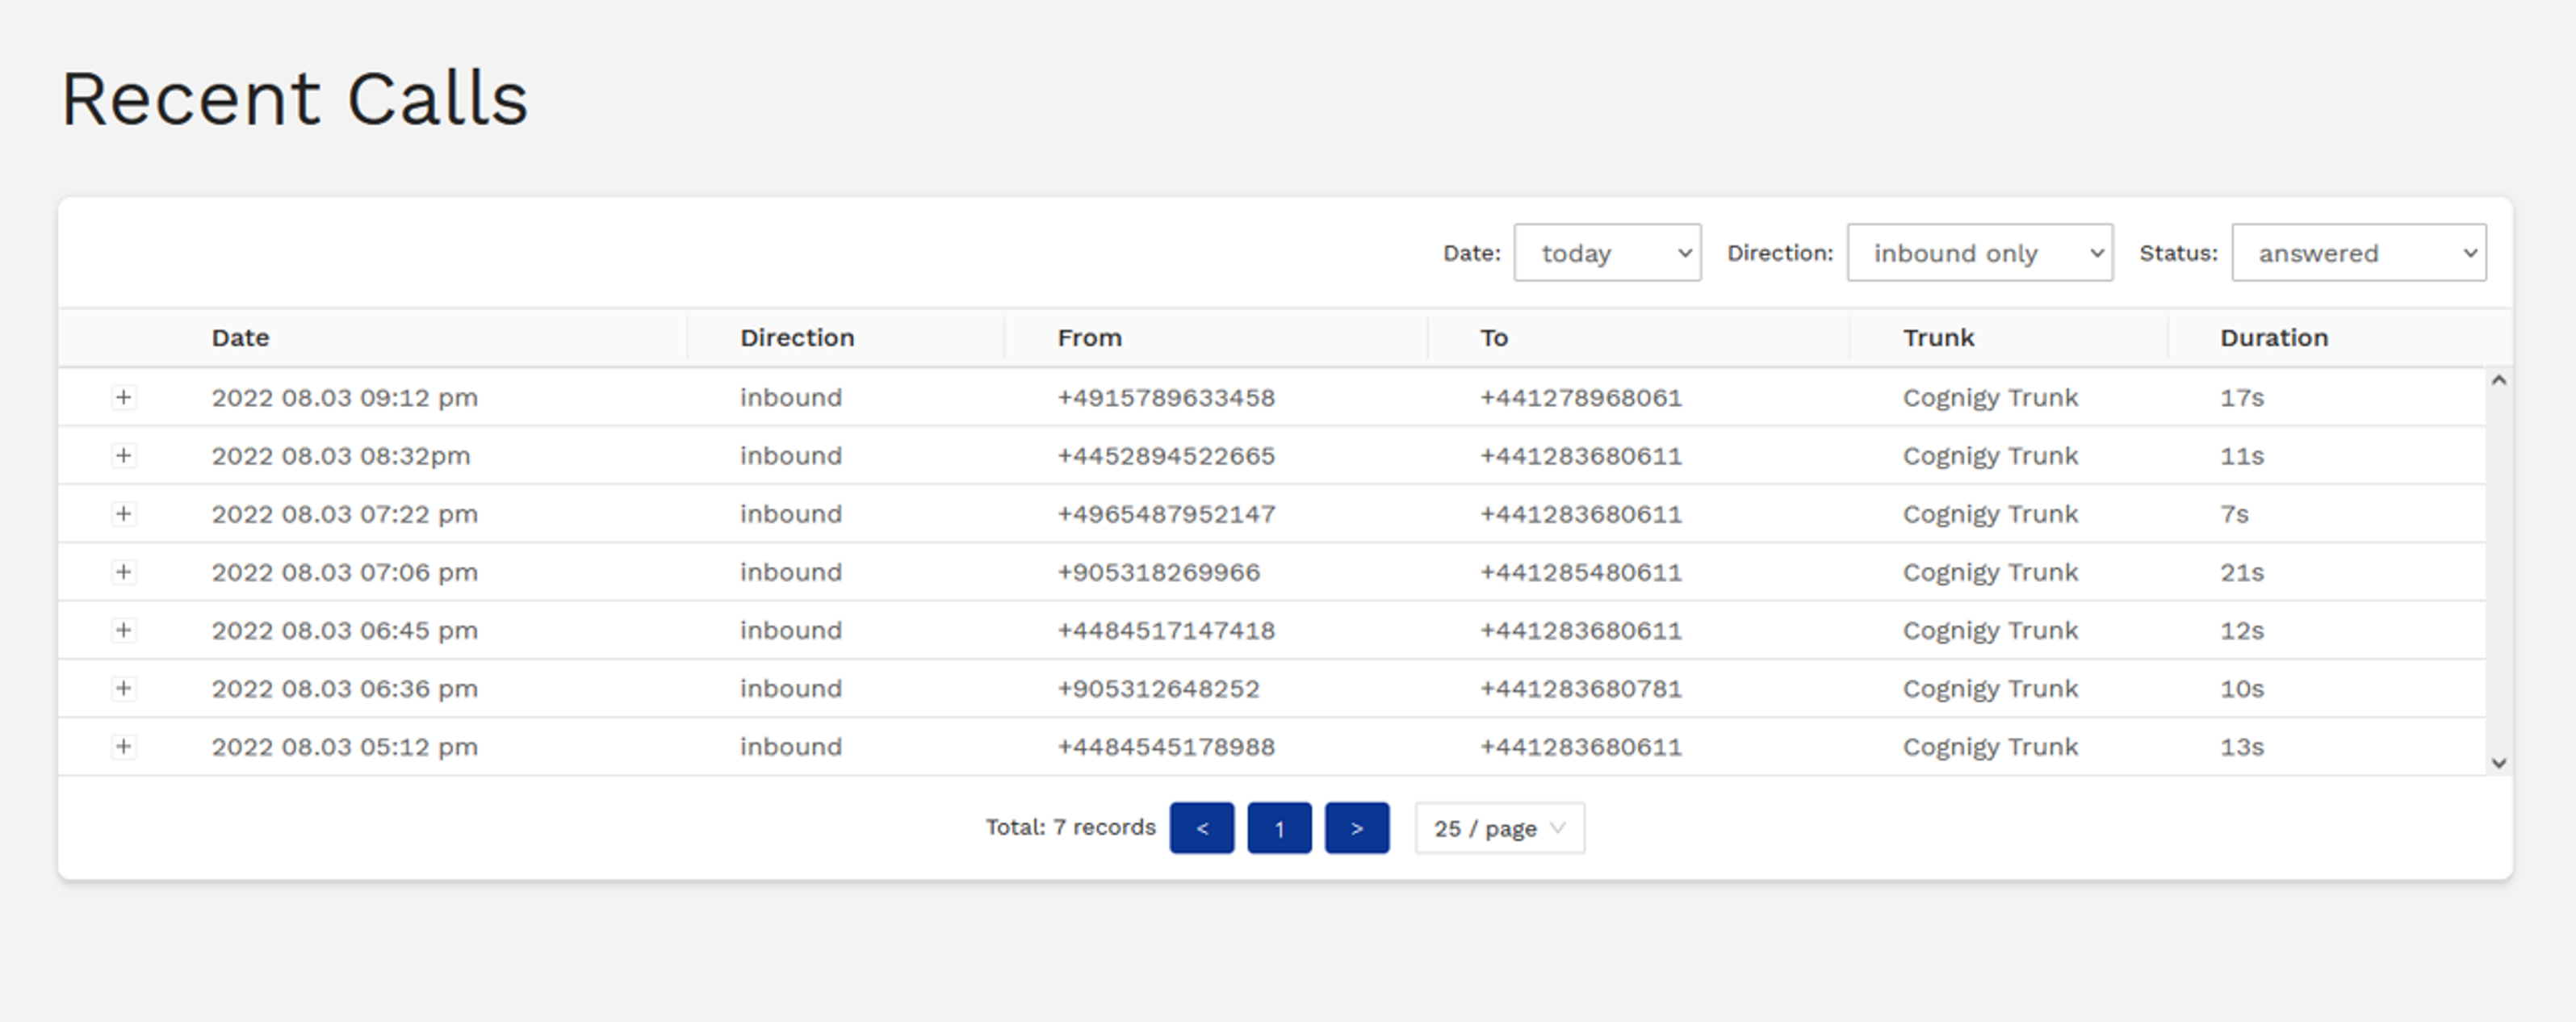 Recent Calls
Date: today Direction: inbound only Status: answered
Date Direction From To Trunk Duration
+ 2022 08.03 09:12 pm inbound +4915789633458 +441278968061 Cognigy Trunk 17s
+ 2022 08.03 08:32pm inbound +4452894522665 +441283680611 Cognigy Trunk 11s
+ 2022 08.03 07:22 pm inbound +4965487952147 +441283680611 Cognigy Trunk 7s
+ 2022 08.03 07:06 pm inbound +905318269966 +441285480611 Cognigy Trunk 21s
+ 2022 08.03 06:45 pm inbound +4484517147418 +441283680611 Cognigy Trunk 12s
+ 2022 08.03 06:36 pm inbound +905312648252 +441283680781 Cognigy Trunk 10s
+ 2022 08.03 05:12 pm inbound +4484545178988 +441283680611 Cognigy Trunk 13s
Total: 7 records < 1 > 25 / page